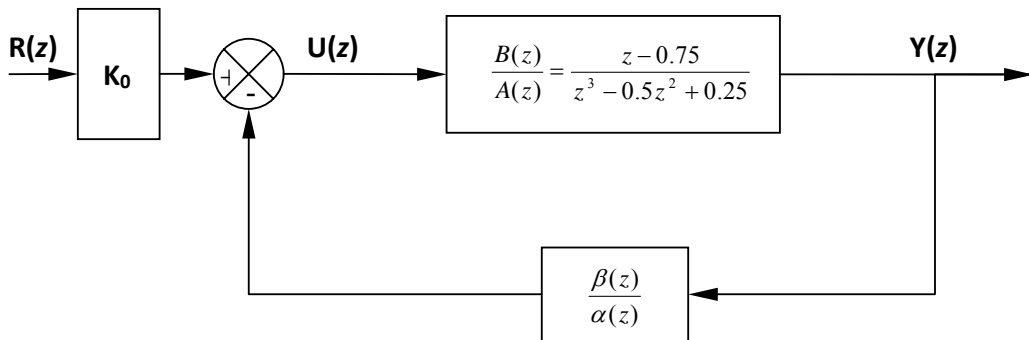 R(z)
K₀
+
-
U(z)
B(z)/A(z) = (z − 0.75)/(z³ − 0.5z² + 0.25)
Y(z)
β(z)/α(z)